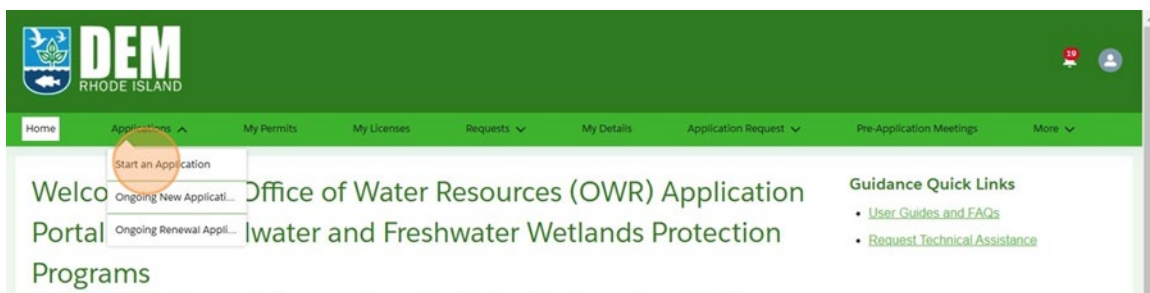 DEM
RHODE ISLAND
19
Home Applications My Permits My Licenses Requests My Details Application Request Pre-Application Meetings More
Start an Application
Ongoing New Applicati...
Ongoing Renewal Appli...
Welco Office of Water Resources (OWR) Application
Portal lwater and Freshwater Wetlands Protection
Programs
Guidance Quick Links
User Guides and FAQs
Request Technical Assistance